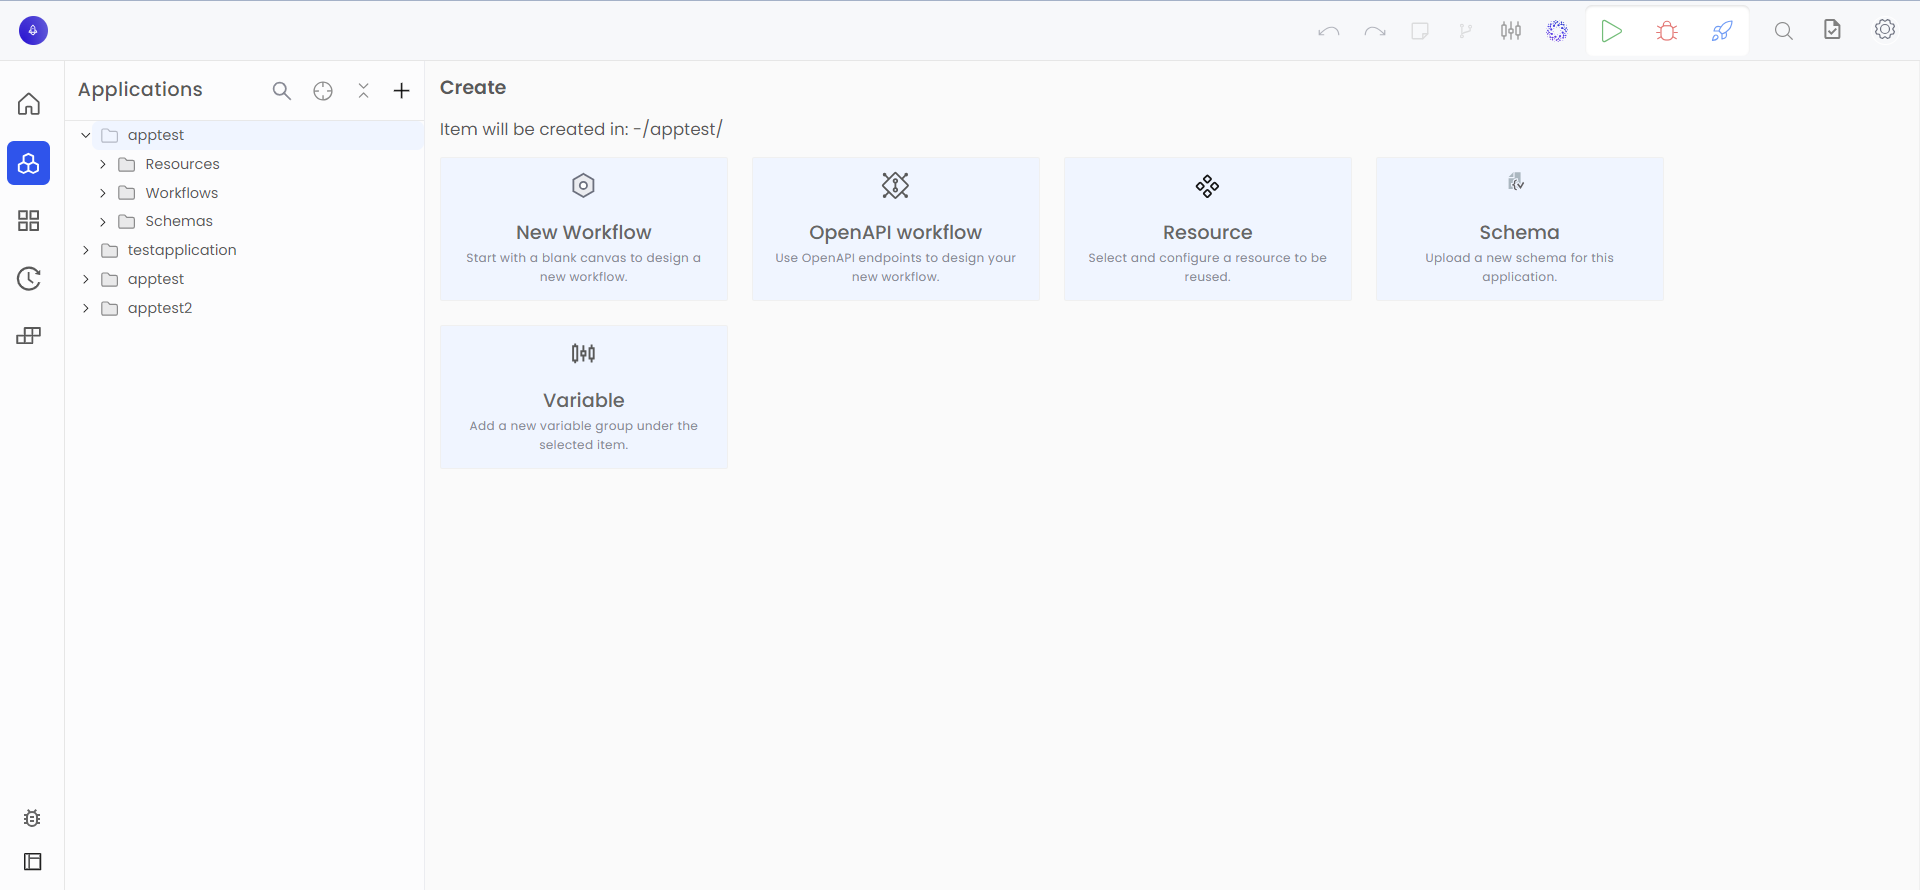 Applications
apptest
Resources
Workflows
Schemas
testapplication
apptest
apptest2
Create
Item will be created in: -/apptest/
New Workflow
Start with a blank canvas to design a
new workflow.
OpenAPI workflow
Use OpenAPI endpoints to design your
new workflow.
Resource
Select and configure a resource to be
reused.
Schema
Upload a new schema for this
application.
Variable
Add a new variable group under the
selected item.